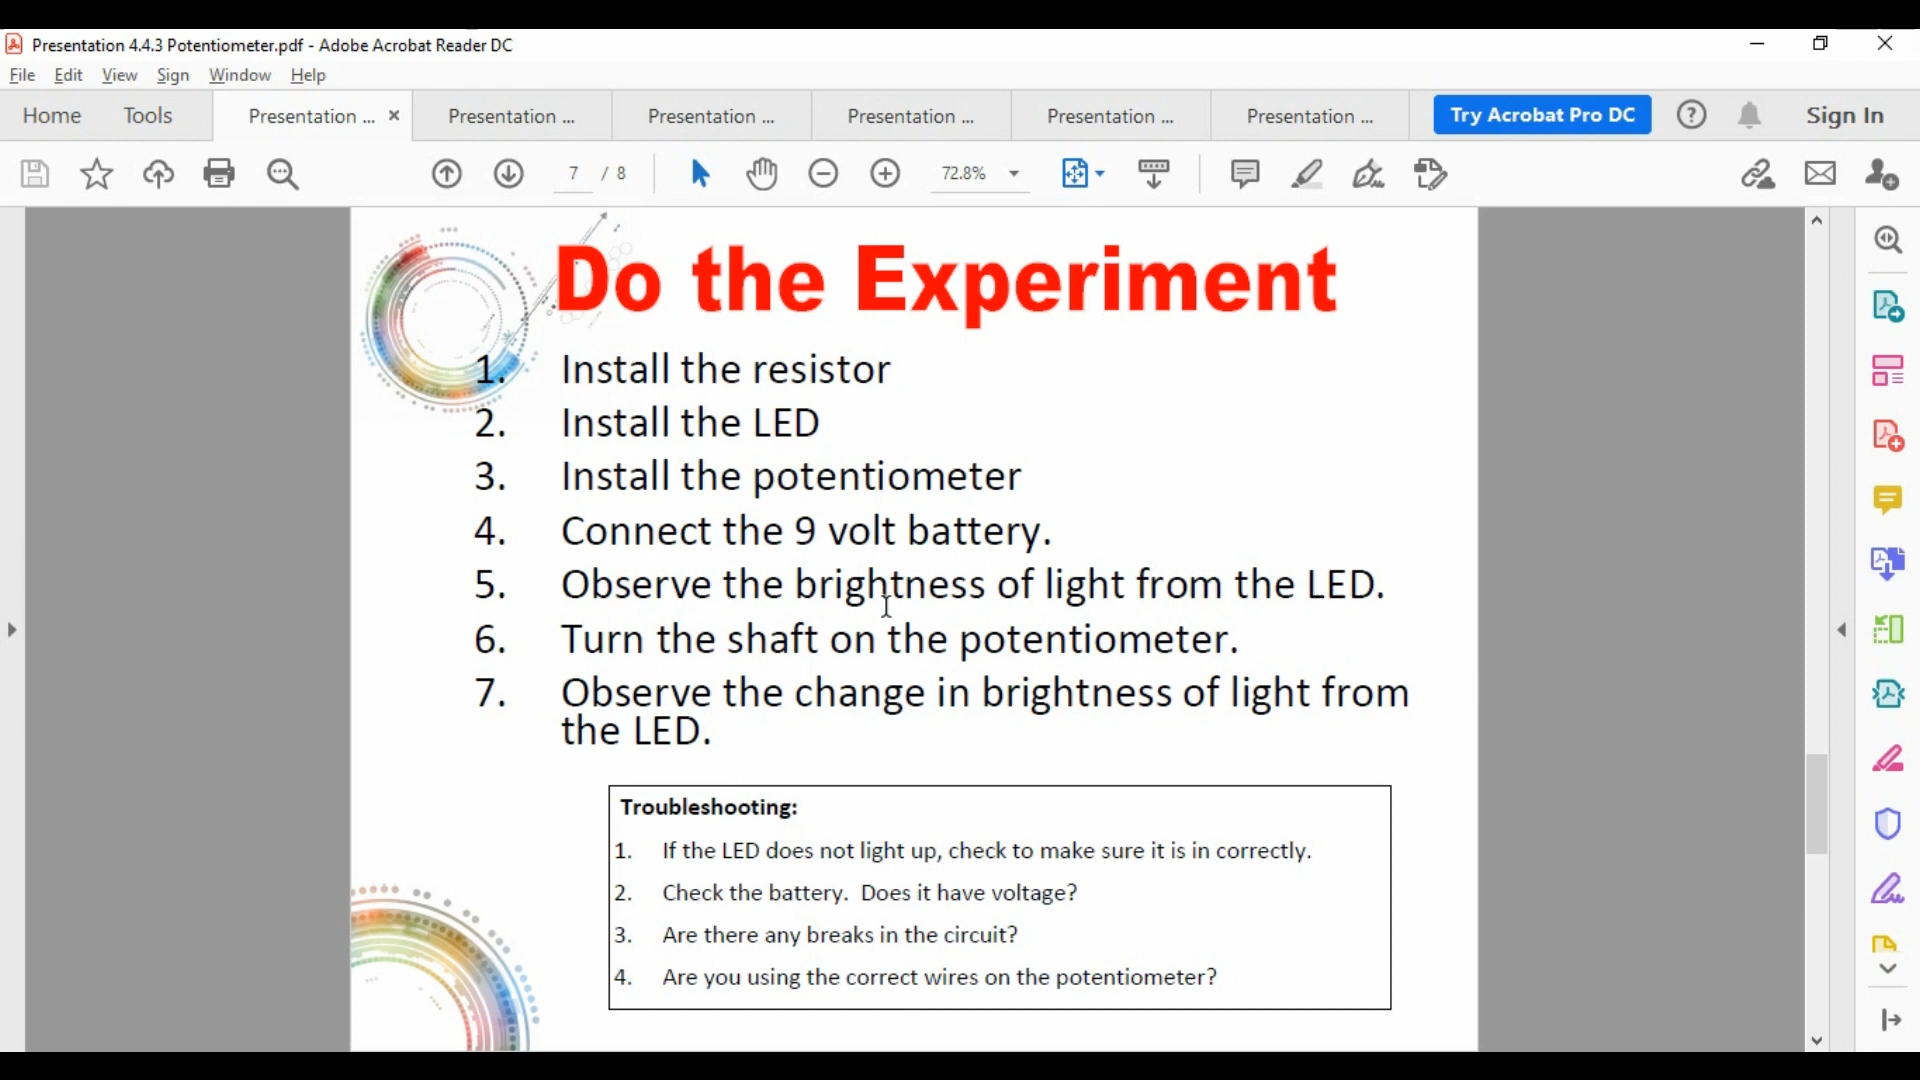 Presentation 4.4.3 Potentiometer.pdf - Adobe Acrobat Reader DC
File Edit View Sign Window Help
Home Tools Presentation ... × Presentation ... Presentation ... Presentation ... Presentation ... Presentation ... Try Acrobat Pro DC ? Sign In
7 / 8 72.8%
Do the Experiment
1. Install the resistor
2. Install the LED
3. Install the potentiometer
4. Connect the 9 volt battery.
5. Observe the brightness of light from the LED.
6. Turn the shaft on the potentiometer.
7. Observe the change in brightness of light from
the LED.
Troubleshooting:
1. If the LED does not light up, check to make sure it is in correctly.
2. Check the battery. Does it have voltage?
3. Are there any breaks in the circuit?
4. Are you using the correct wires on the potentiometer?